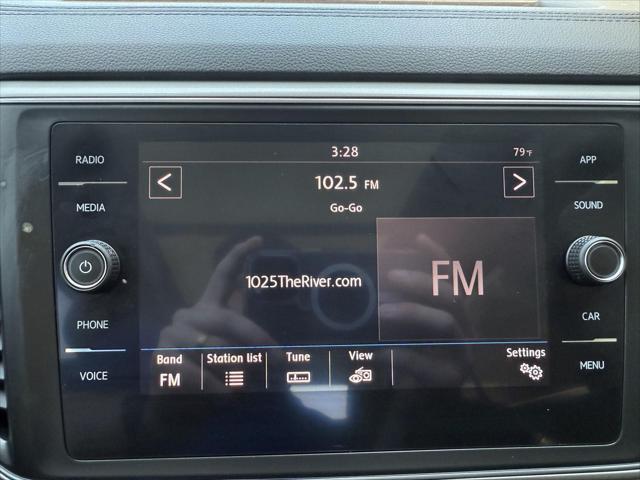 RADIO
MEDIA
PHONE
VOICE
3:28
79°F
102.5 FM
Go-Go
1025TheRiver.com
FM
Band
FM
Station list
Tune
View
Settings
APP
SOUND
CAR
MENU